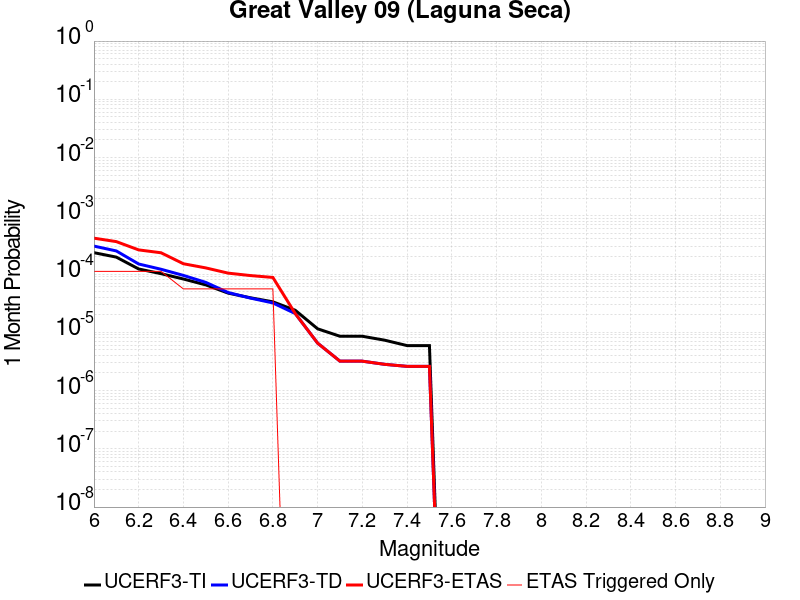 Great Valley 09 (Laguna Seca)
10^0
10^-1
10^-2
10^-3
10^-4
10^-5
10^-6
10^-7
10^-8
1 Month Probability
6 6.2 6.4 6.6 6.8 7 7.2 7.4 7.6 7.8 8 8.2 8.4 8.6 8.8 9
Magnitude
UCERF3-TI UCERF3-TD UCERF3-ETAS ETAS Triggered Only